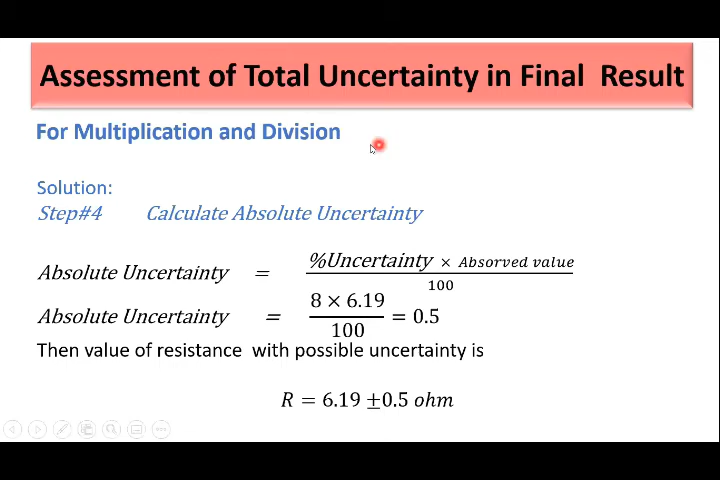 Assessment of Total Uncertainty in Final Result
For Multiplication and Division
Solution:
Step#4 Calculate Absolute Uncertainty
Absolute Uncertainty = %Uncertainty × Absorved value / 100
Absolute Uncertainty = 8 × 6.19 / 100 = 0.5
Then value of resistance with possible uncertainty is
R = 6.19 ±0.5 ohm